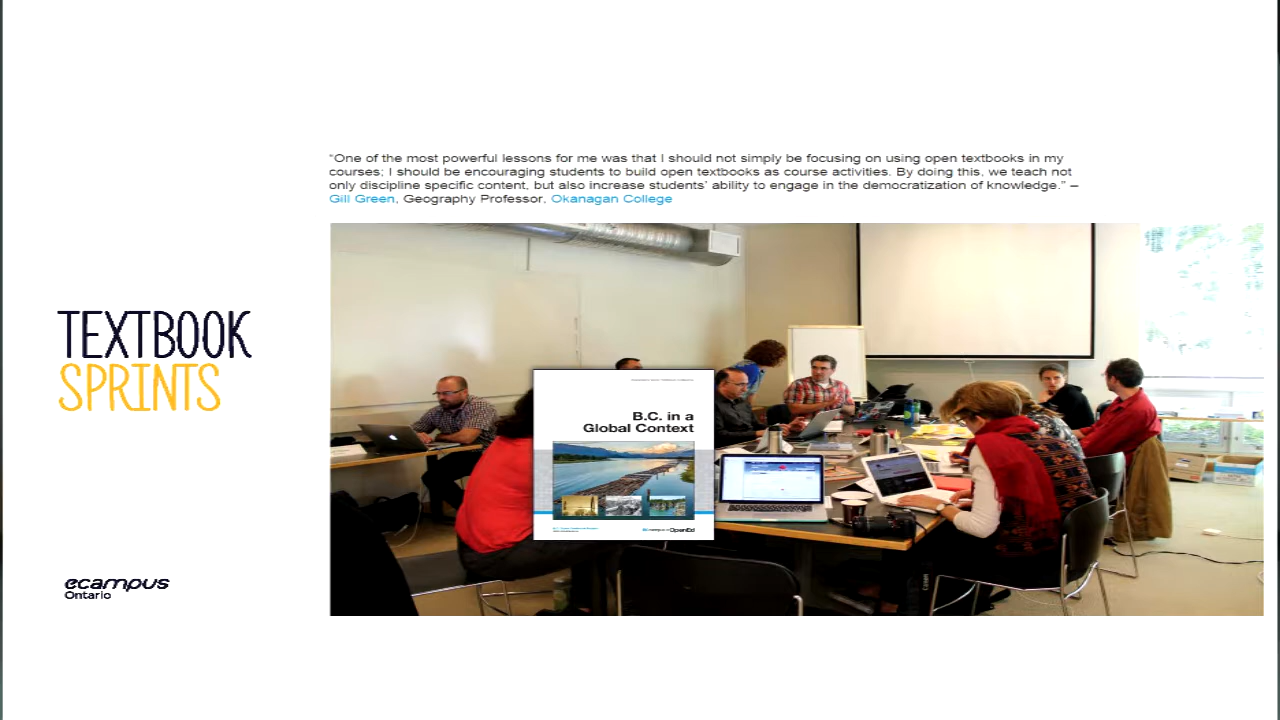 “One of the most powerful lessons for me was that I should not simply be focusing on using open textbooks in my
courses; I should be encouraging students to build open textbooks as course activities. By doing this, we teach not
only discipline specific content, but also increase students’ ability to engage in the democratization of knowledge.” –
Gill Green, Geography Professor, Okanagan College
TEXTBOOK
SPRINTS
B.C. in a
Global Context
OpenEd
ecampus
Ontario